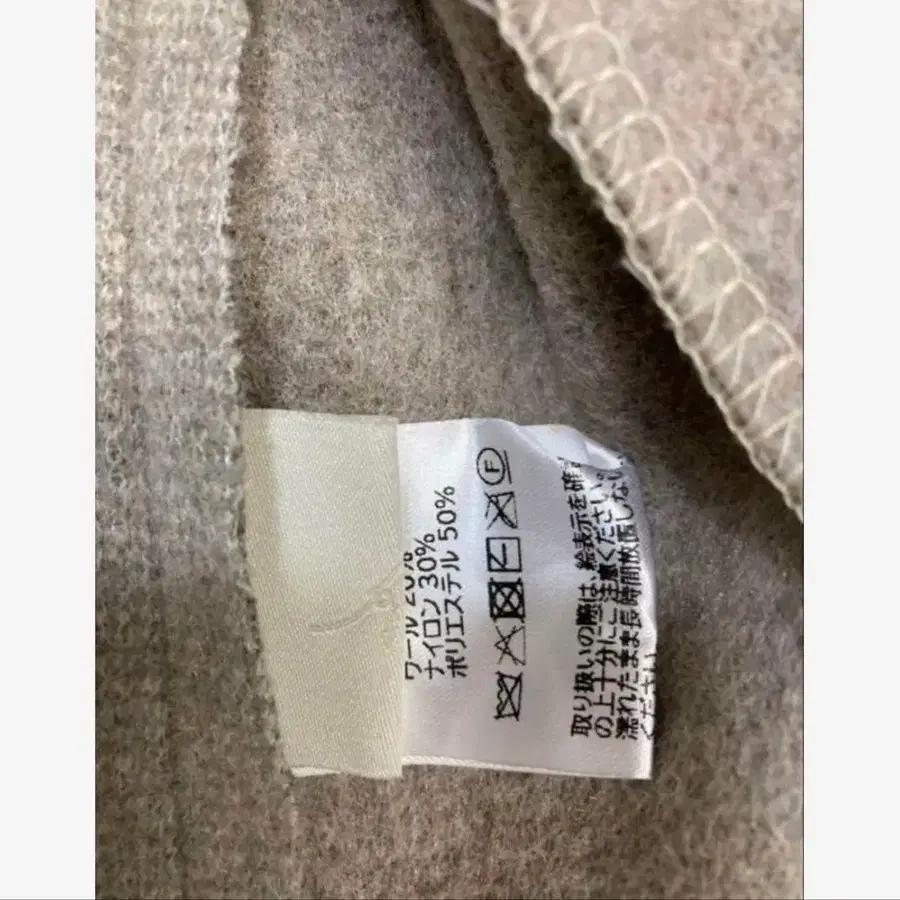 ウール 20%
ナイロン 30%
ポリエステル 50%
F
取り扱いの際は、絵表示を確
の上十分にご注意ください。
濡れたまま長時間放置しない
ください